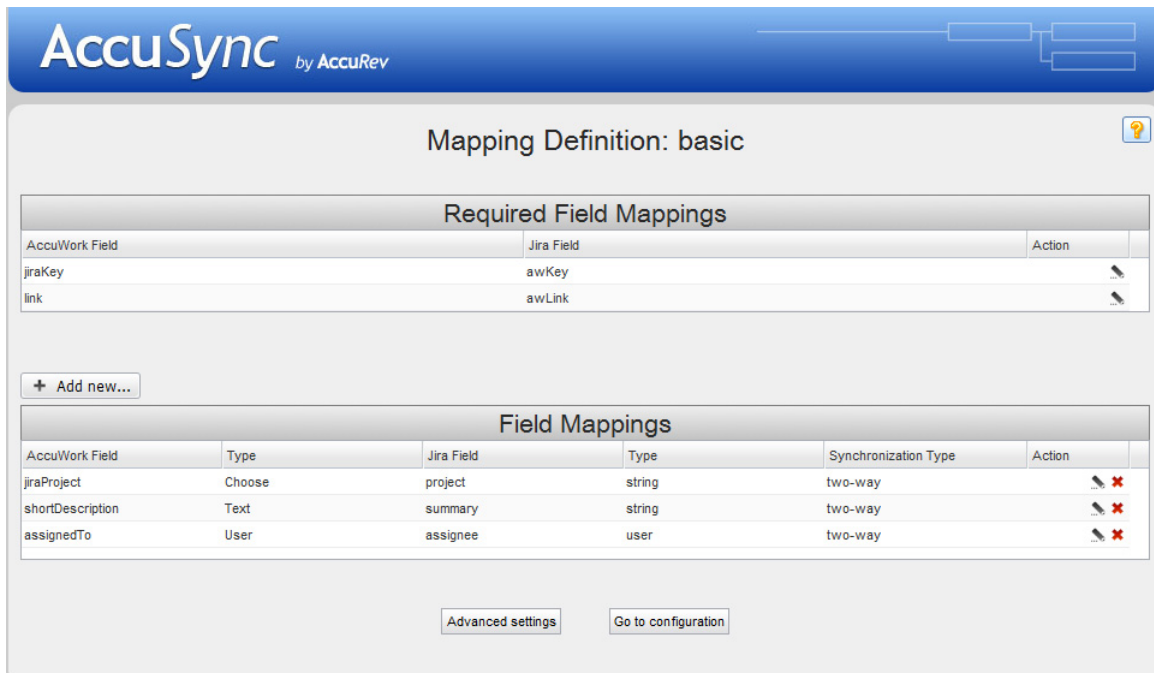 AccuSync by AccuRev
Mapping Definition: basic
?
Required Field Mappings
AccuWork Field Jira Field Action
jiraKey awKey
link awLink
+ Add new...
Field Mappings
AccuWork Field Type Jira Field Type Synchronization Type Action
jiraProject Choose project string two-way
shortDescription Text summary string two-way
assignedTo User assignee user two-way
Advanced settings Go to configuration